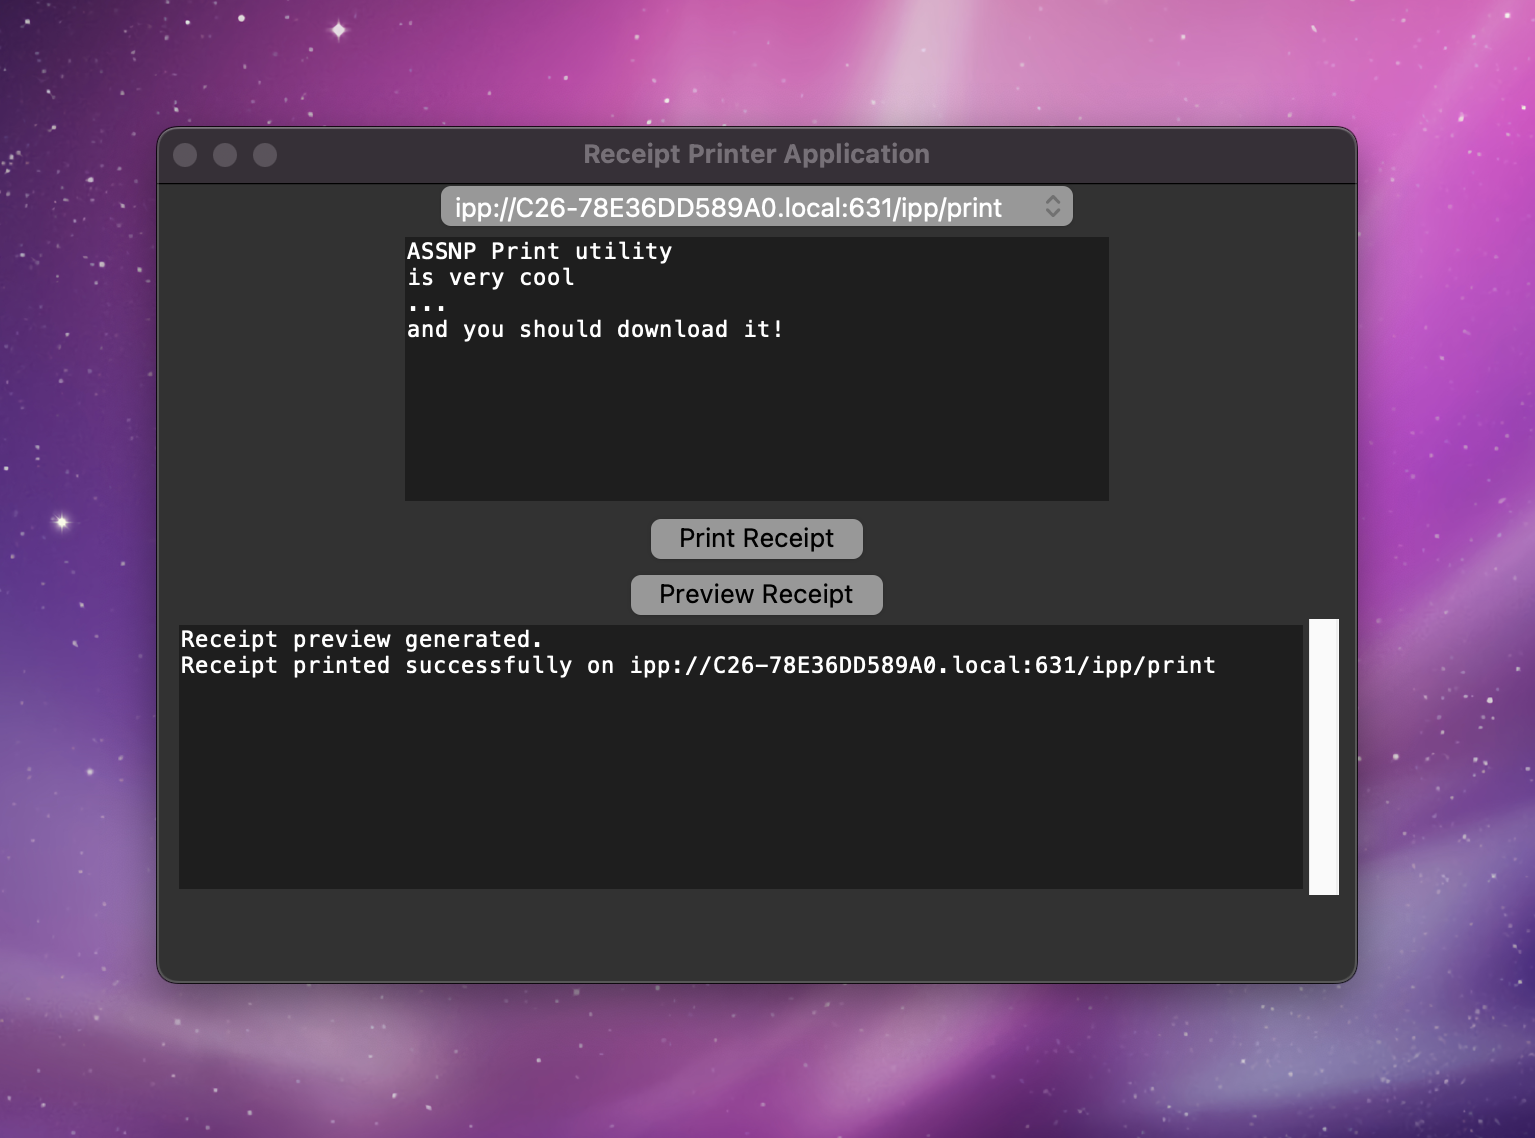 Receipt Printer Application
ipp://C26-78E36DD589A0.local:631/ipp/print
ASSNP Print utility
is very cool
...
and you should download it!
Print Receipt
Preview Receipt
Receipt preview generated.
Receipt printed successfully on ipp://C26-78E36DD589A0.local:631/ipp/print